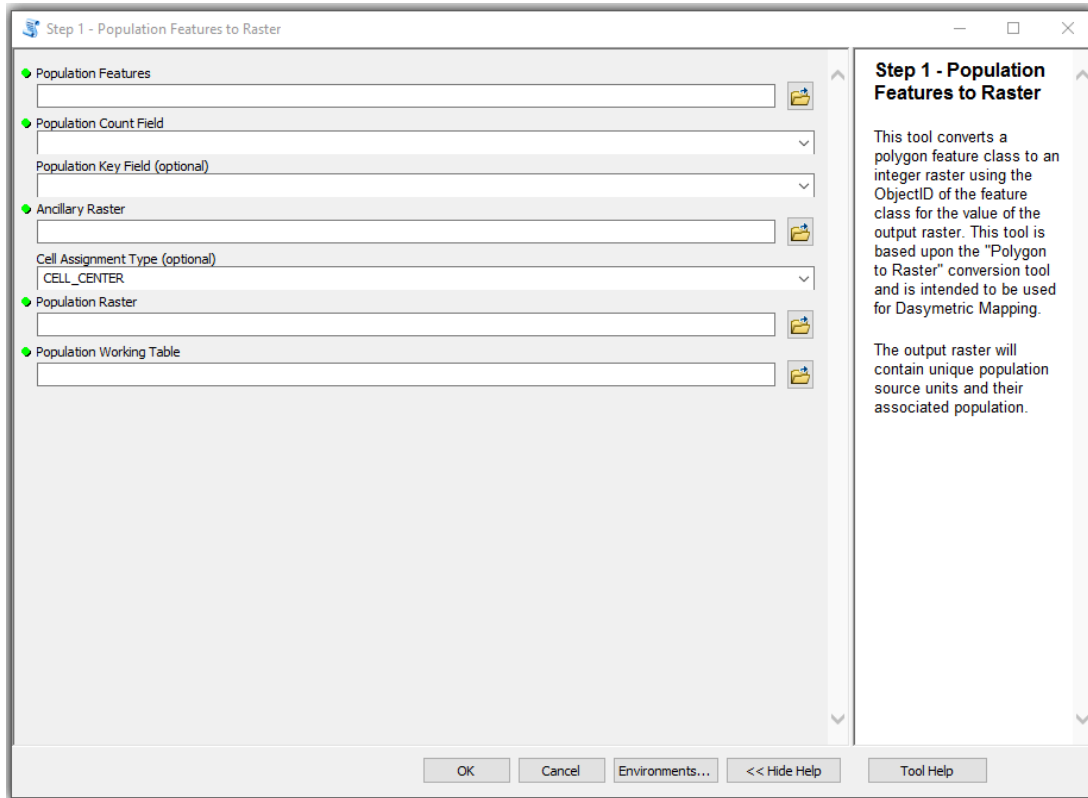 Step 1 - Population Features to Raster
Population Features
Population Count Field
Population Key Field (optional)
Ancillary Raster
Cell Assignment Type (optional)
CELL_CENTER
Population Raster
Population Working Table
Step 1 - Population
Features to Raster
This tool converts a
polygon feature class to an
integer raster using the
ObjectID of the feature
class for the value of the
output raster. This tool is
based upon the "Polygon
to Raster" conversion tool
and is intended to be used
for Dasymetric Mapping.
The output raster will
contain unique population
source units and their
associated population.
OK Cancel Environments... << Hide Help Tool Help